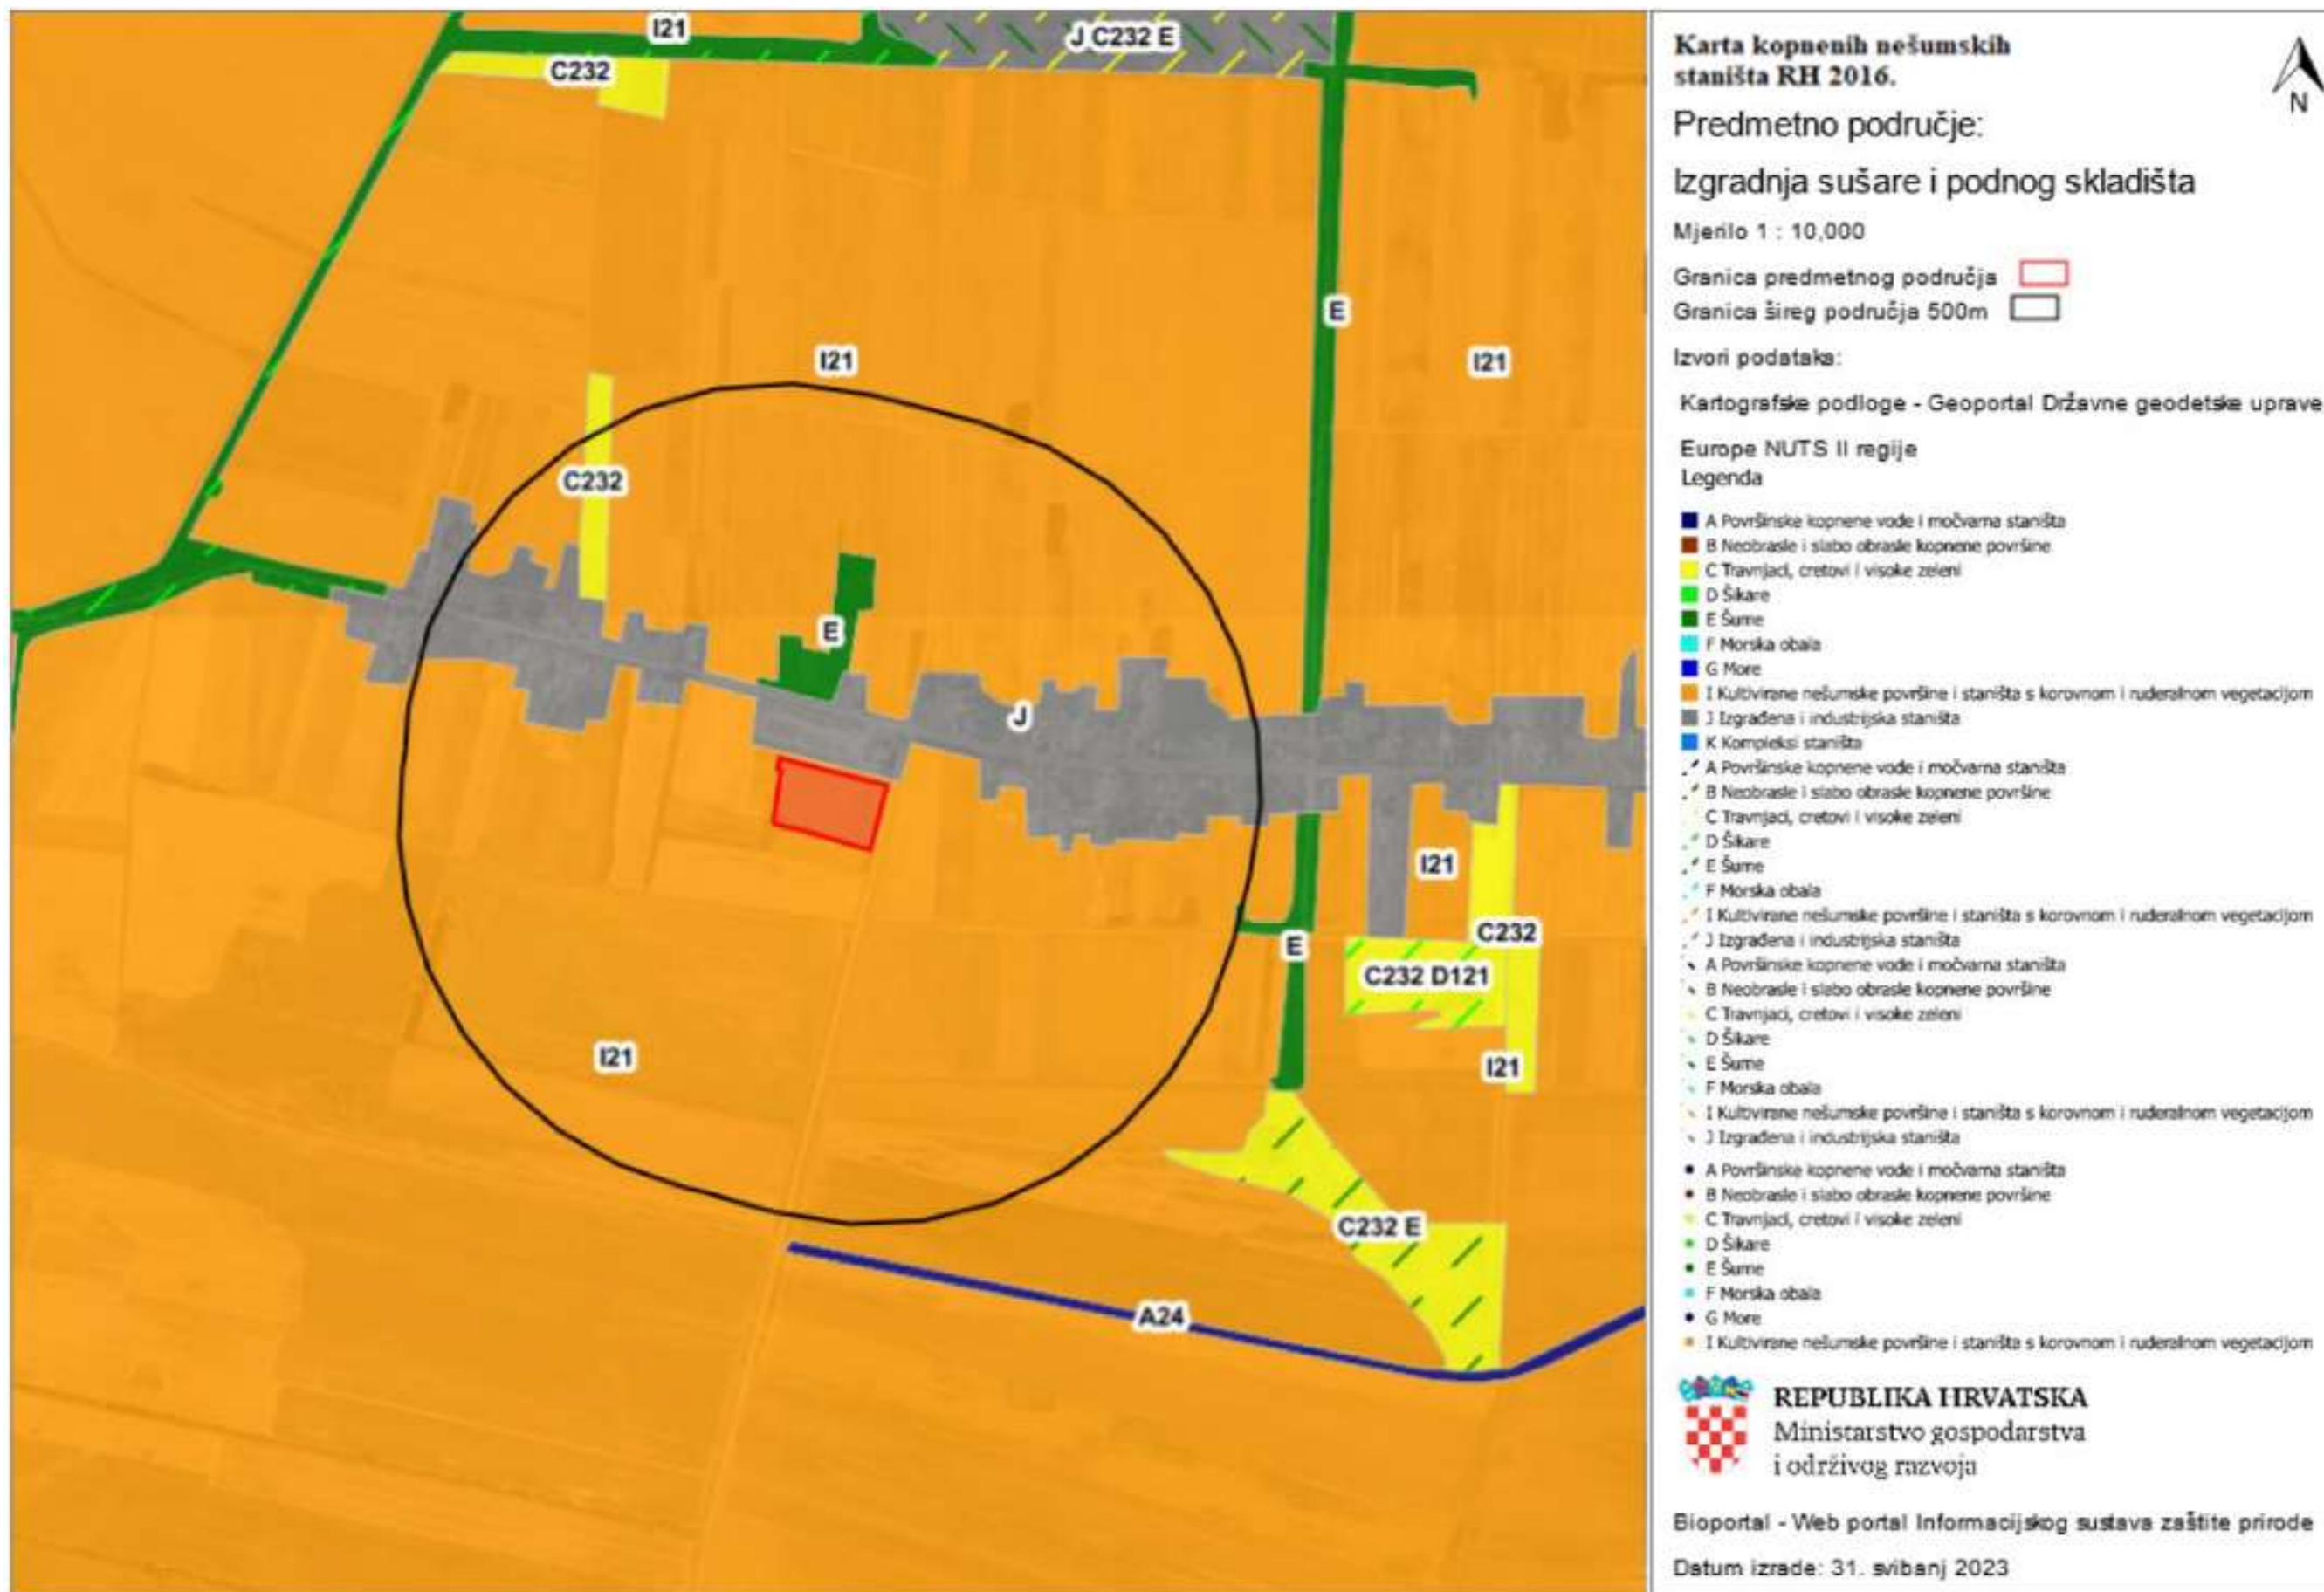 I21
J C232 E
C232
E
I21
I21
C232
E
J
I21
C232
E
C232 D121
I21
I21
C232 E
A24
Karta kopnenih nešumskih
staništa RH 2016.
N
Predmetno područje:
Izgradnja sušare i podnog skladišta
Mjerilo 1 : 10,000
Granica predmetnog područja
Granica šireg područja 500m
Izvori podataka:
Kartografske podloge - Geoportal Državne geodetske uprave
Europe NUTS II regije
Legenda
A Površinske kopnene vode i močvarna staništa
B Neobrasle i slabo obrasle kopnene površine
C Travnjaci, cretovi i visoke zeleni
D Šikare
E Šume
F Morska obala
G More
I Kultivirane nešumske površine i staništa s korovnom i ruderalnom vegetacijom
J Izgrađena i industrijska staništa
K Kompleksi staništa
A Površinske kopnene vode i močvarna staništa
B Neobrasle i slabo obrasle kopnene površine
C Travnjaci, cretovi i visoke zeleni
D Šikare
E Šume
F Morska obala
I Kultivirane nešumske površine i staništa s korovnom i ruderalnom vegetacijom
J Izgrađena i industrijska staništa
A Površinske kopnene vode i močvarna staništa
B Neobrasle i slabo obrasle kopnene površine
C Travnjaci, cretovi i visoke zeleni
D Šikare
E Šume
F Morska obala
I Kultivirane nešumske površine i staništa s korovnom i ruderalnom vegetacijom
J Izgrađena i industrijska staništa
A Površinske kopnene vode i močvarna staništa
B Neobrasle i slabo obrasle kopnene površine
C Travnjaci, cretovi i visoke zeleni
D Šikare
E Šume
F Morska obala
G More
I Kultivirane nešumske površine i staništa s korovnom i ruderalnom vegetacijom
REPUBLIKA HRVATSKA
Ministarstvo gospodarstva
i održivog razvoja
Bioportal - Web portal Informacijskog sustava zaštite prirode
Datum izrade: 31. svibanj 2023